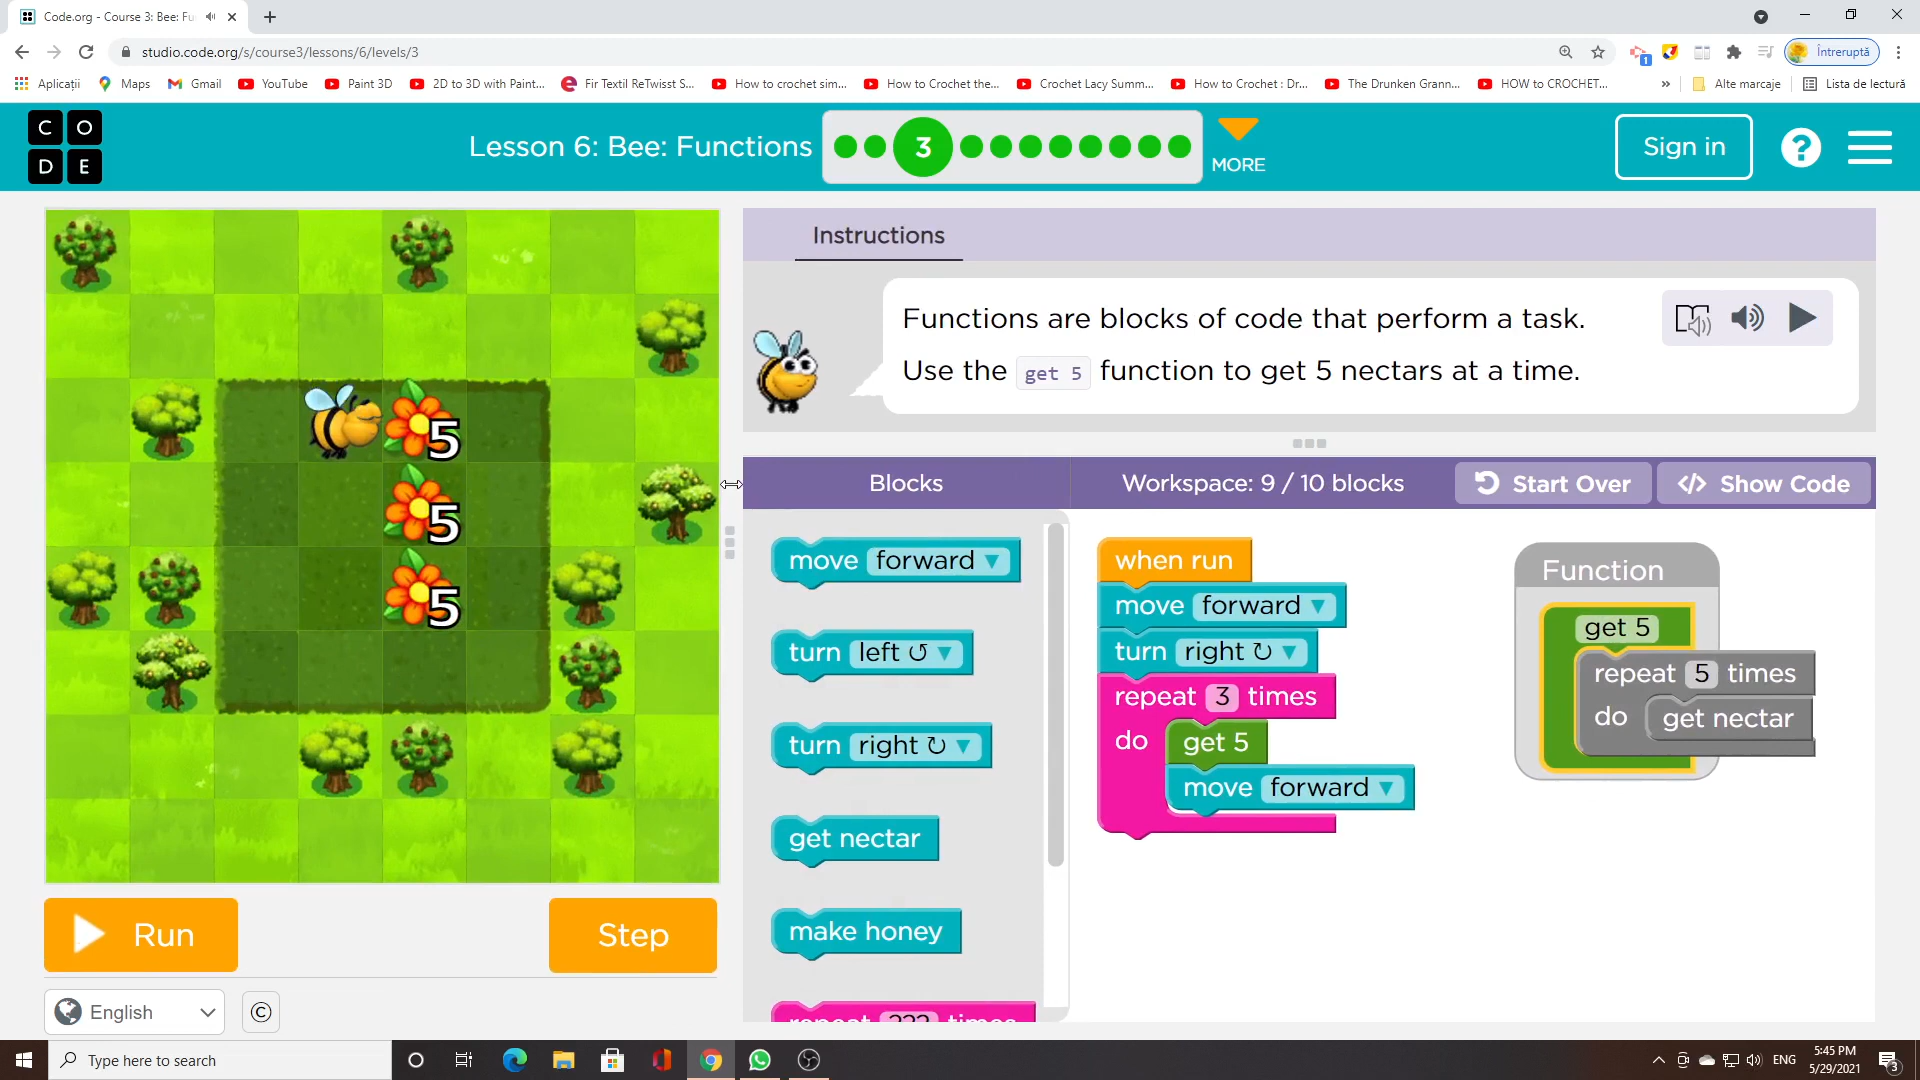 Code.org - Course 3: Bee: Fu
studio.code.org/s/course3/lessons/6/levels/3
1
Întreruptă
Aplicații
Maps
Gmail
YouTube
Paint 3D
2D to 3D with Paint...
Fir Textil ReTwisst S...
How to crochet sim...
How to Crochet the...
Crochet Lacy Summ...
How to Crochet : Dr...
The Drunken Grann...
HOW to CROCHET...
»
Alte marcaje
Lista de lectură
C O
D E
Lesson 6: Bee: Functions
3
MORE
Sign in
?
Instructions
Functions are blocks of code that perform a task.
Use the get 5 function to get 5 nectars at a time.
5
5
5
Blocks
Workspace: 9 / 10 blocks
Start Over
</> Show Code
move forward
turn left
turn right
get nectar
make honey
repeat ??? times
when run
move forward
turn right
repeat 3 times
do get 5
move forward
Function
get 5
repeat 5 times
do get nectar
Run
Step
English
©
Type here to search
ENG
5:45 PM
5/29/2021
3